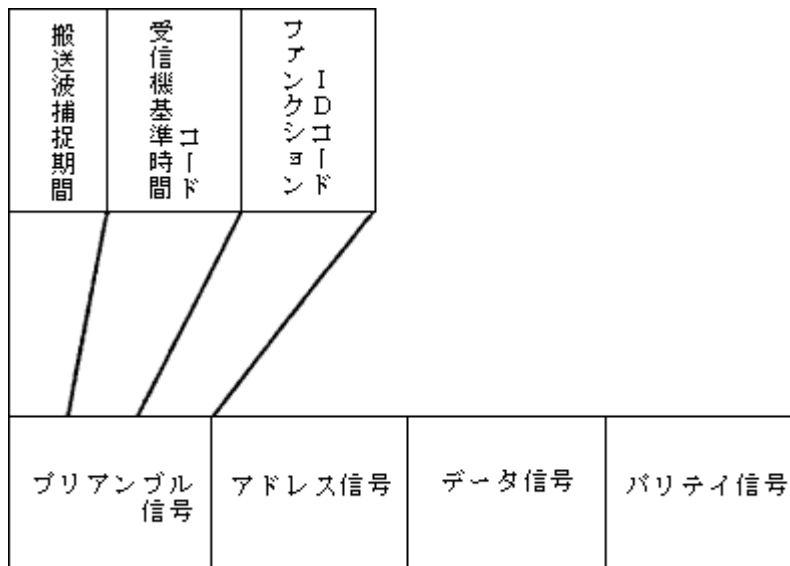 搬送波捕捉期間
受信機基準時間
コード
ファンクション
IDコード
プリアンブル
信号
アドレス信号
データ信号
パリテイ信号